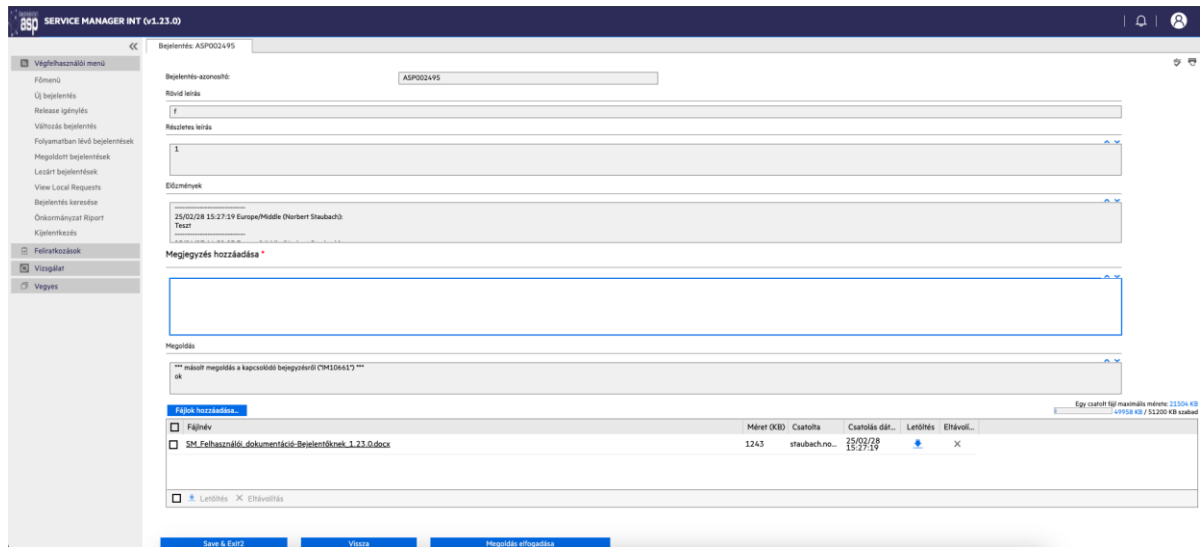 asp SERVICE MANAGER INT (v1.23.0)
Bejelentés: ASP002495
Végfelhasználói menü
Főmenü
Új bejelentés
Release igénylés
Változás bejelentés
Folyamatban lévő bejelentések
Megoldott bejelentések
Lezárt bejelentések
View Local Requests
Bejelentés keresése
Önkormányzat Riport
Kijelentkezés
Feliratkozások
Vizsgálat
Vegyes
Bejelentés-azonosító: ASP002495
Rövid leírás
f
Részletes leírás
1
Előzmények
25/02/28 15:27:19 Europe/Middle (Norbert Staubach):
Teszt
Megjegyzés hozzáadása *
Megoldás
*** másolt megoldás a kapcsolódó bejegyzésről ("IM10661") ***
ok
Fájlok hozzáadása...
Egy csatolt fájl maximális mérete: 21504 KB
49958 KB / 51200 KB szabad
Fájlnév Méret (KB) Csatolta Csatolás dát... Letöltés Eltávolí...
SM_Felhasználói_dokumentáció-Bejelentőknek_1.23.0.docx 1243 staubach.no... 25/02/28 15:27:19
Letöltés Eltávolítás
Save & Exit2 Vissza Megoldás elfogadása